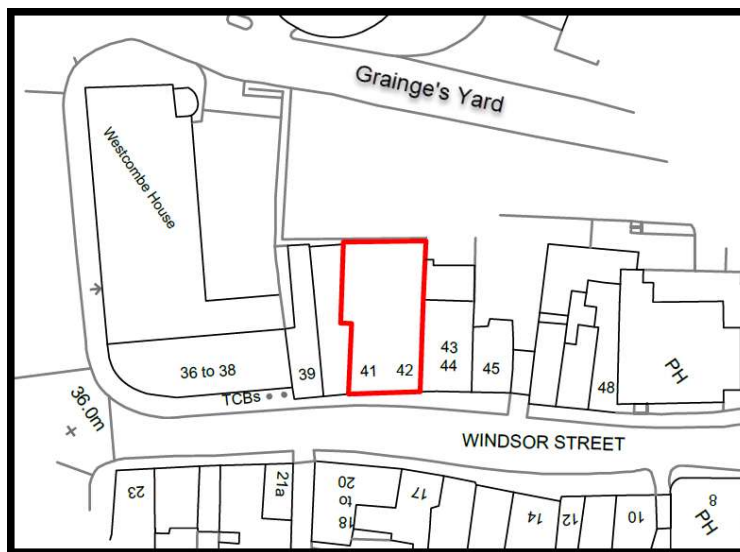 Grainge's Yard
Westcombe House
36 to 38
39
41 42
43
44
45
48
PH
TCBs
36.0m
WINDSOR STREET
23
21a
20
to
18
17
14
12
10
8
PH